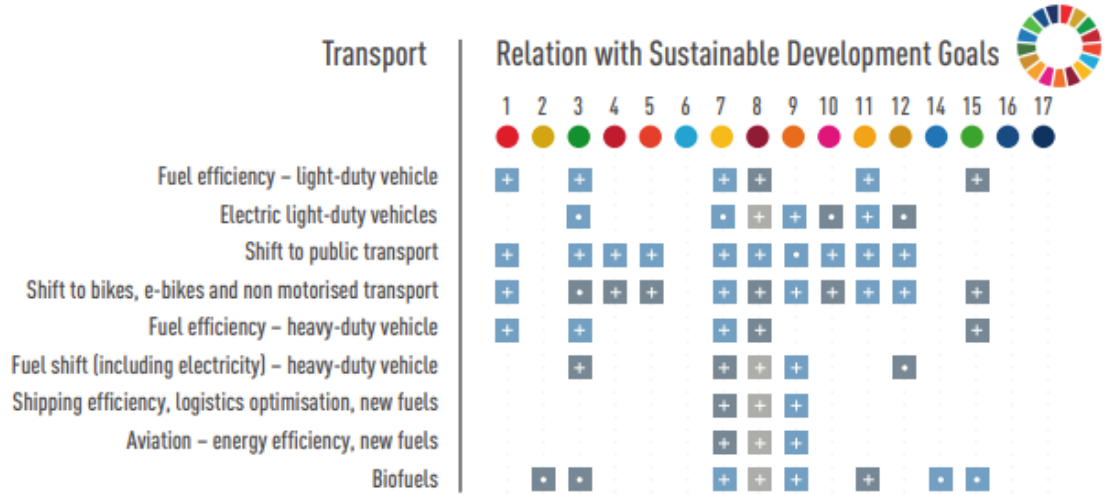 Transport Relation with Sustainable Development Goals
1 2 3 4 5 6 7 8 9 10 11 12 14 15 16 17
Fuel efficiency – light-duty vehicle + + + + + +
Electric light-duty vehicles • • + + • + •
Shift to public transport + + + + + + • + + +
Shift to bikes, e-bikes and non motorised transport + • + + + + + + + + +
Fuel efficiency – heavy-duty vehicle + + + + +
Fuel shift (including electricity) – heavy-duty vehicle + + + + •
Shipping efficiency, logistics optimisation, new fuels + + +
Aviation – energy efficiency, new fuels + + +
Biofuels • • + + + + • •